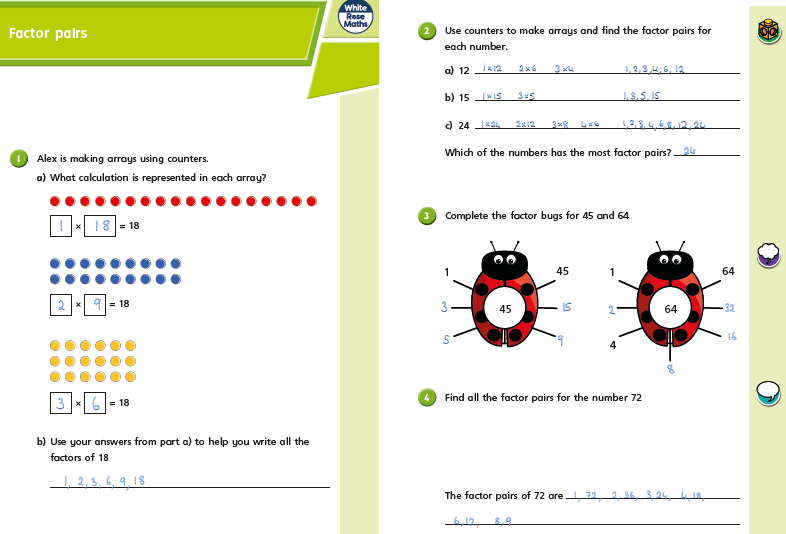 Factor pairs
White
Rose
Maths
1 Alex is making arrays using counters.
a) What calculation is represented in each array?
1 × 18 = 18
2 × 9 = 18
3 × 6 = 18
b) Use your answers from part a) to help you write all the
factors of 18
1, 2, 3, 6, 9, 18
2 Use counters to make arrays and find the factor pairs for
each number.
a) 12 1×12 2×6 3×4 1,2,3,4,6,12
b) 15 1×15 3×5 1,3,5,15
c) 24 1×24 2×12 3×8 4×6 1,2,3,4,6,8,12,24
Which of the numbers has the most factor pairs? 24
3 Complete the factor bugs for 45 and 64
1 45
3 45 15
5 9
1 64
2 64 32
4 16
8
4 Find all the factor pairs for the number 72
The factor pairs of 72 are 1, 72, 2,36, 3,24, 4,18,
6,12, 8,9